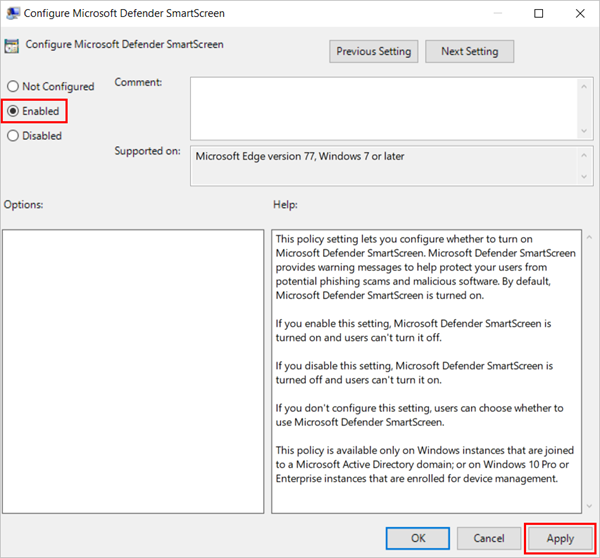 Configure Microsoft Defender SmartScreen
Configure Microsoft Defender SmartScreen
Previous Setting
Next Setting
Not Configured
Comment:
Enabled
Disabled
Supported on:
Microsoft Edge version 77, Windows 7 or later
Options:
Help:
This policy setting lets you configure whether to turn on
Microsoft Defender SmartScreen. Microsoft Defender SmartScreen
provides warning messages to help protect your users from
potential phishing scams and malicious software. By default,
Microsoft Defender SmartScreen is turned on.
If you enable this setting, Microsoft Defender SmartScreen is
turned on and users can't turn it off.
If you disable this setting, Microsoft Defender SmartScreen is
turned off and users can't turn it on.
If you don't configure this setting, users can choose whether to
use Microsoft Defender SmartScreen.
This policy is available only on Windows instances that are joined
to a Microsoft Active Directory domain; or on Windows 10 Pro or
Enterprise instances that are enrolled for device management.
OK
Cancel
Apply